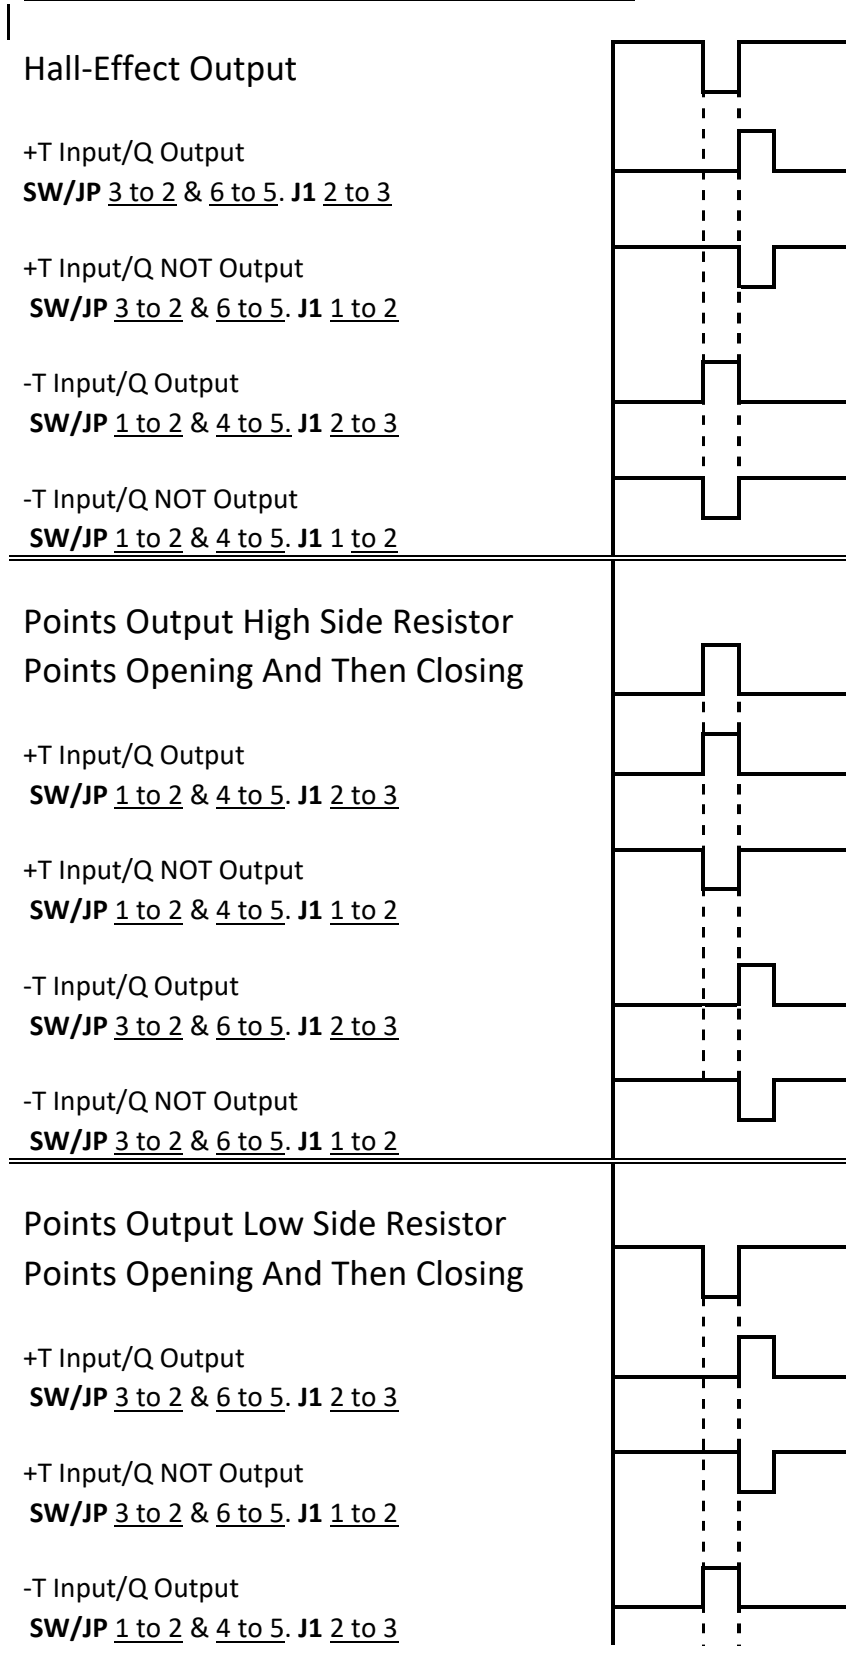 Hall-Effect Output
+T Input/Q Output
SW/JP 3 to 2 & 6 to 5. J1 2 to 3
+T Input/Q NOT Output
SW/JP 3 to 2 & 6 to 5. J1 1 to 2
-T Input/Q Output
SW/JP 1 to 2 & 4 to 5. J1 2 to 3
-T Input/Q NOT Output
SW/JP 1 to 2 & 4 to 5. J1 1 to 2
Points Output High Side Resistor
Points Opening And Then Closing
+T Input/Q Output
SW/JP 1 to 2 & 4 to 5. J1 2 to 3
+T Input/Q NOT Output
SW/JP 1 to 2 & 4 to 5. J1 1 to 2
-T Input/Q Output
SW/JP 3 to 2 & 6 to 5. J1 2 to 3
-T Input/Q NOT Output
SW/JP 3 to 2 & 6 to 5. J1 1 to 2
Points Output Low Side Resistor
Points Opening And Then Closing
+T Input/Q Output
SW/JP 3 to 2 & 6 to 5. J1 2 to 3
+T Input/Q NOT Output
SW/JP 3 to 2 & 6 to 5. J1 1 to 2
-T Input/Q Output
SW/JP 1 to 2 & 4 to 5. J1 2 to 3